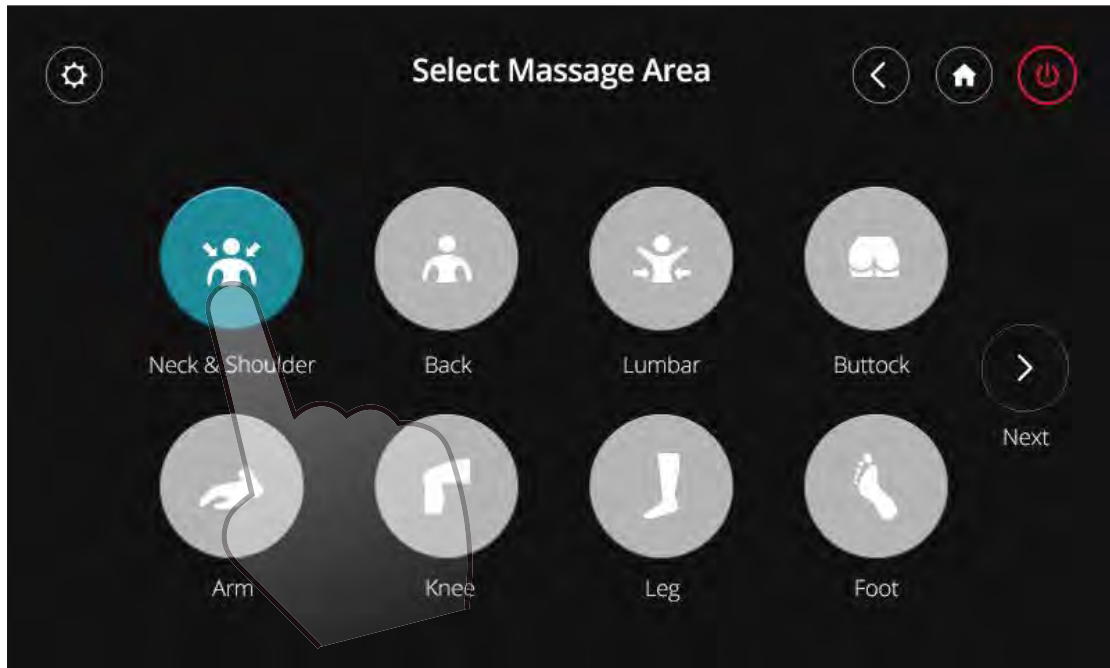 Select Massage Area
Neck & Shoulder
Back
Lumbar
Buttock
Next
Arm
Knee
Leg
Foot